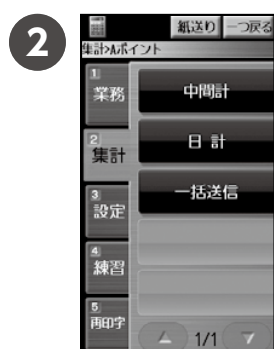 2
紙送り 一つ戻る
集計>Aポイント
1
業務
中間計
2
集計
日 計
一括送信
3
設定
4
練習
5
再印字
1/1